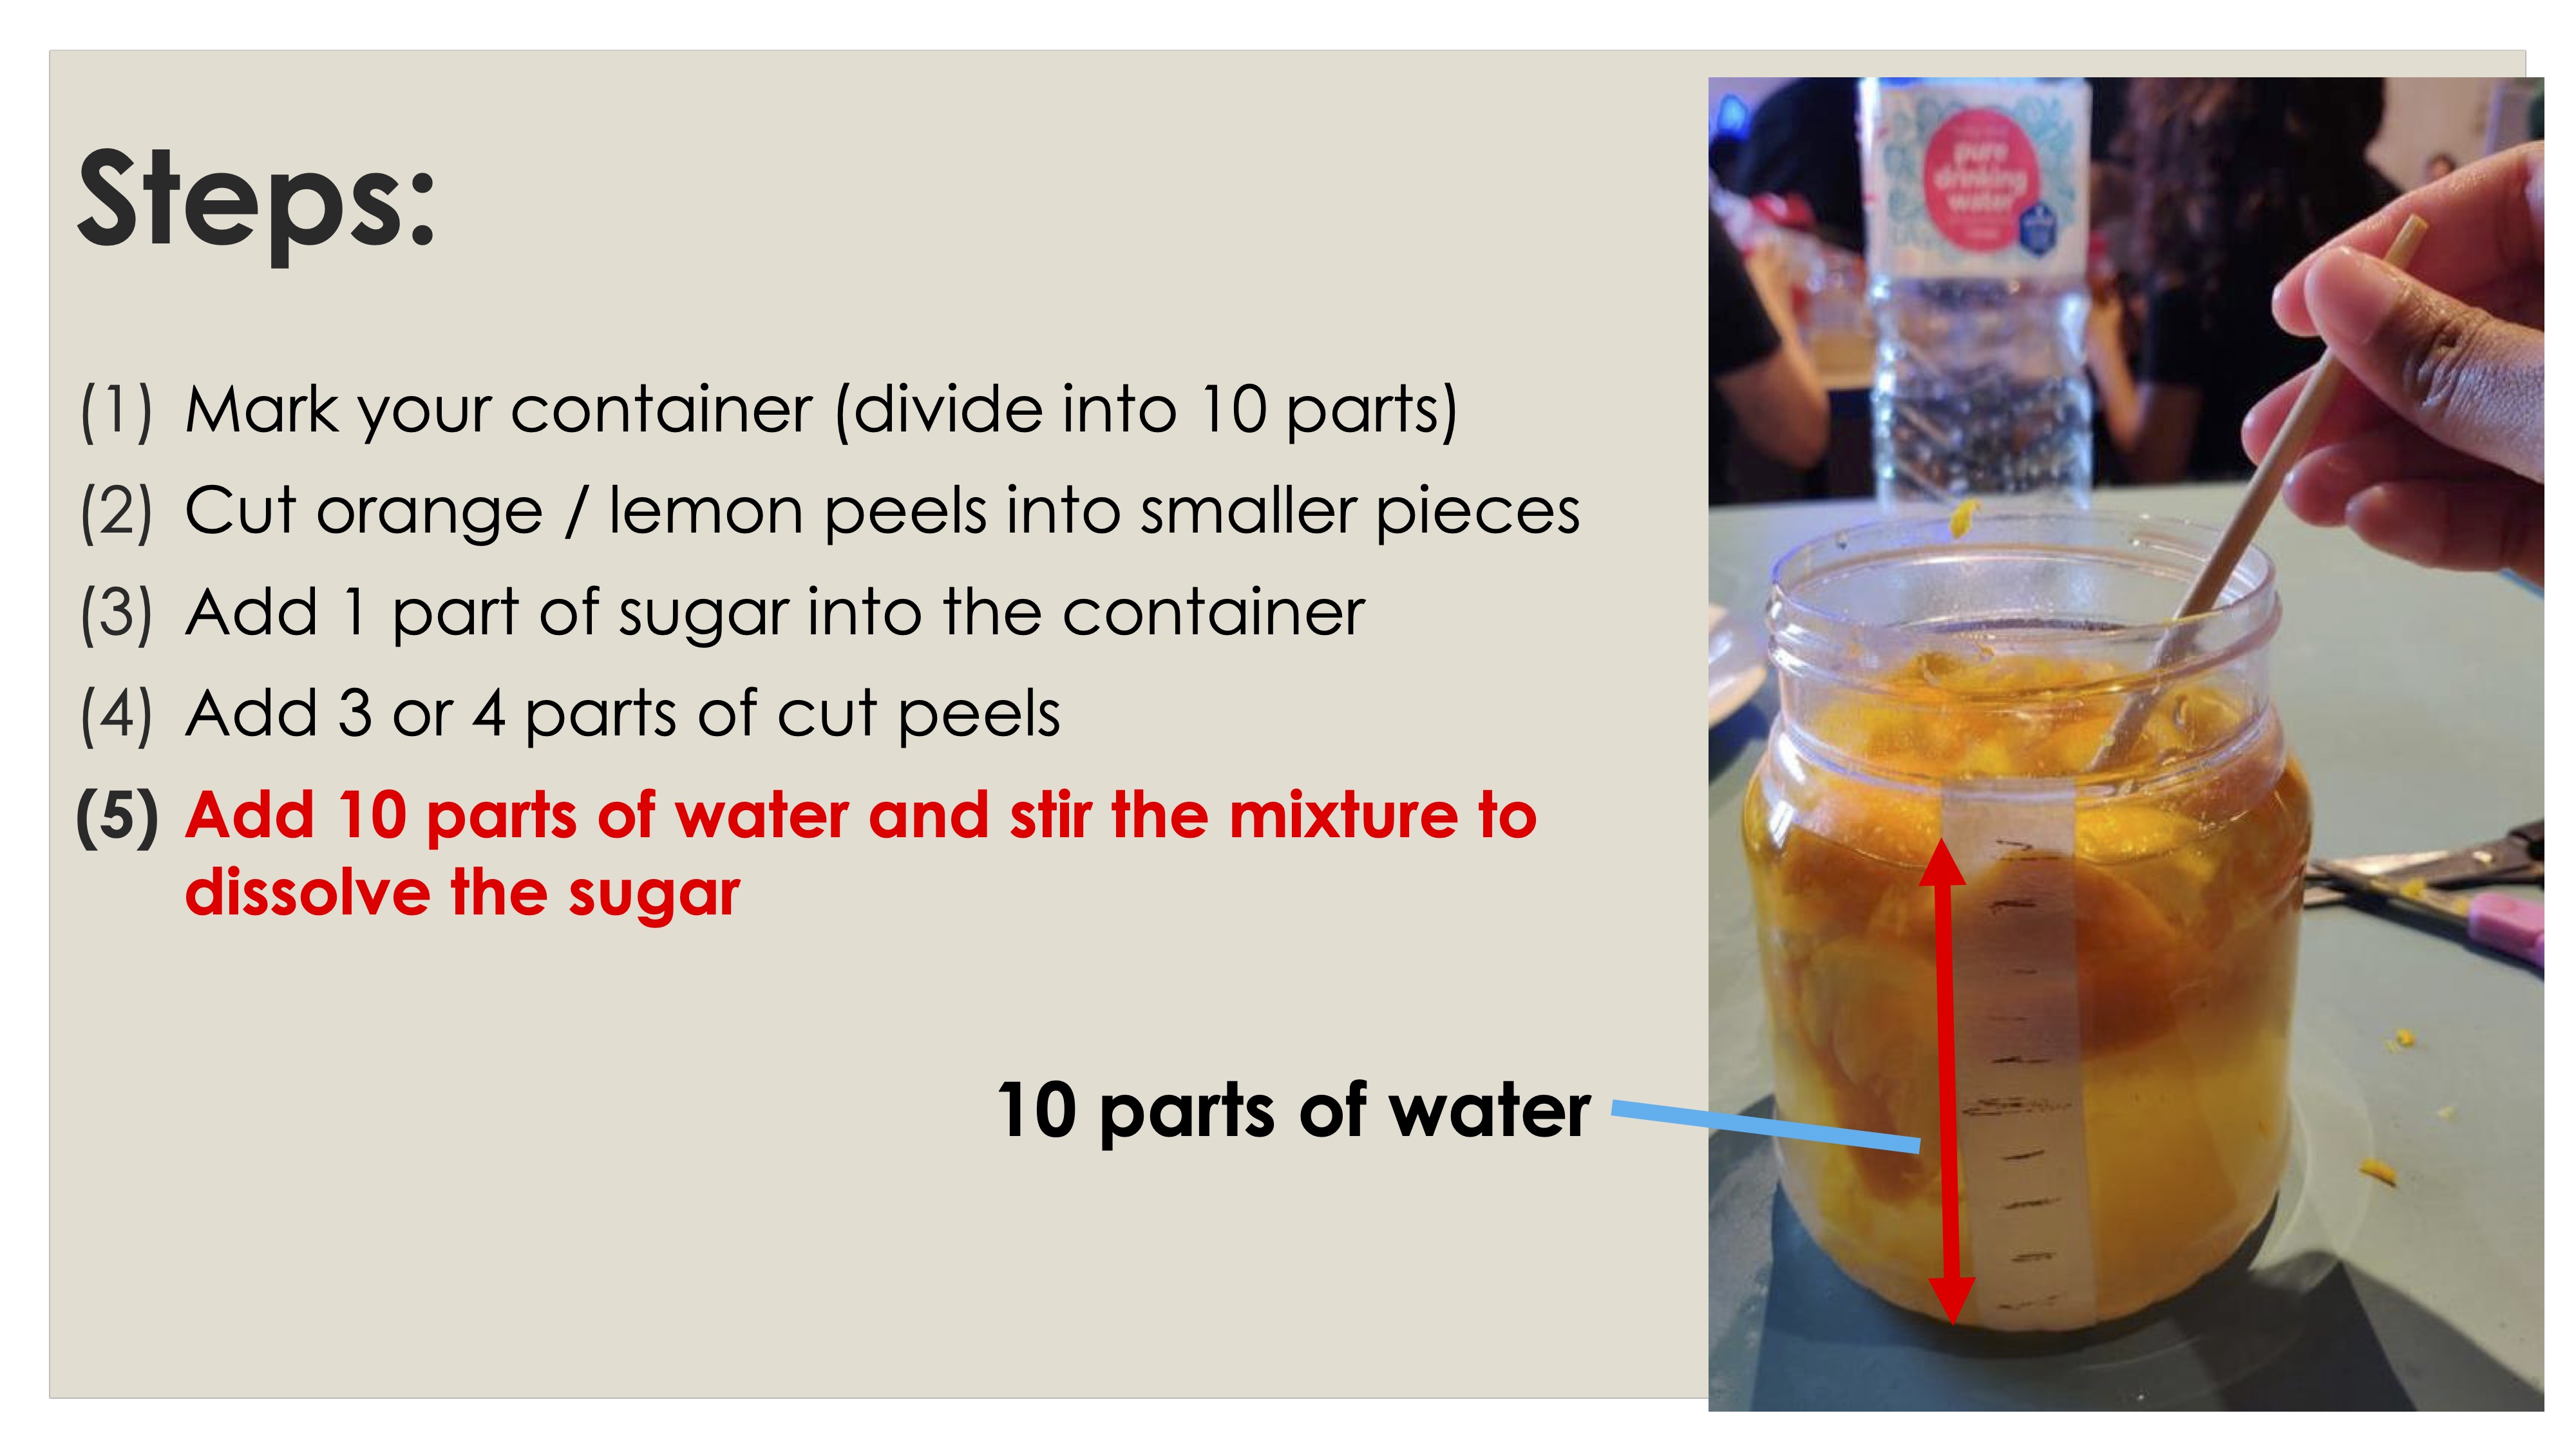 Steps:
(1) Mark your container (divide into 10 parts)
(2) Cut orange / lemon peels into smaller pieces
(3) Add 1 part of sugar into the container
(4) Add 3 or 4 parts of cut peels
(5) Add 10 parts of water and stir the mixture to
dissolve the sugar
10 parts of water
pure
drinking
water